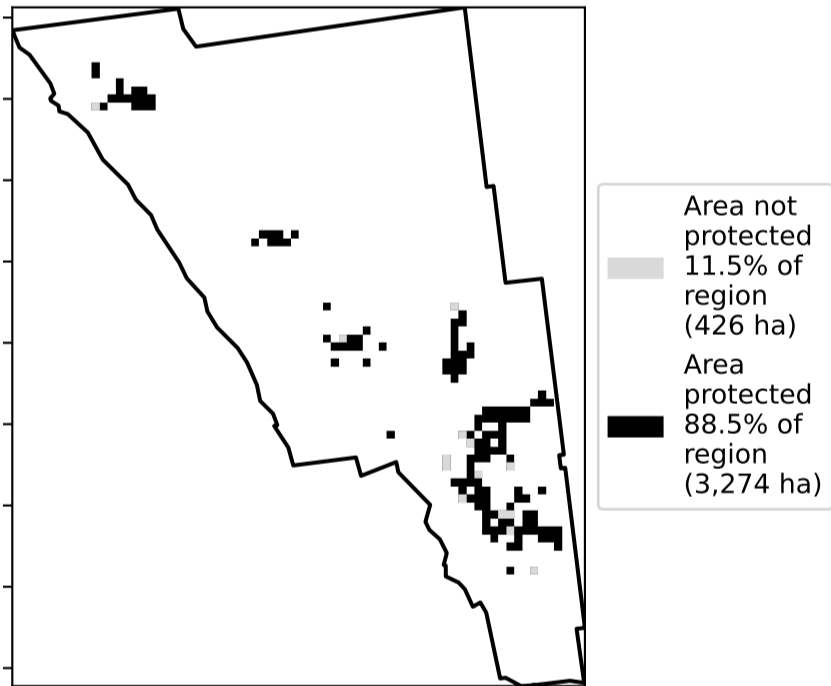 Area not
protected
11.5% of
region
(426 ha)
Area
protected
88.5% of
region
(3,274 ha)